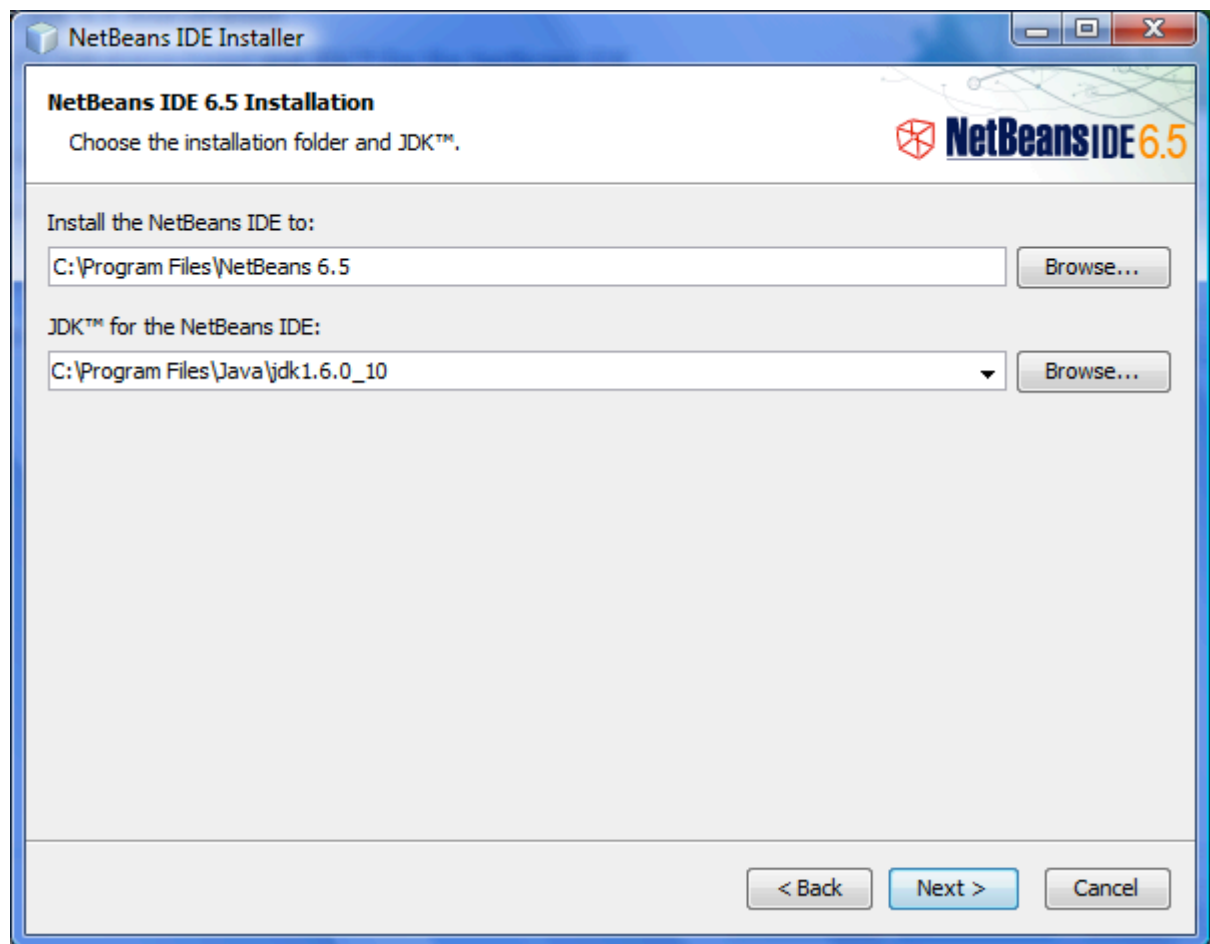 NetBeans IDE Installer
NetBeans IDE 6.5 Installation
Choose the installation folder and JDK™.
NetBeans IDE 6.5
Install the NetBeans IDE to:
C:\Program Files\NetBeans 6.5
Browse...
JDK™ for the NetBeans IDE:
C:\Program Files\Java\jdk1.6.0_10
Browse...
< Back
Next >
Cancel